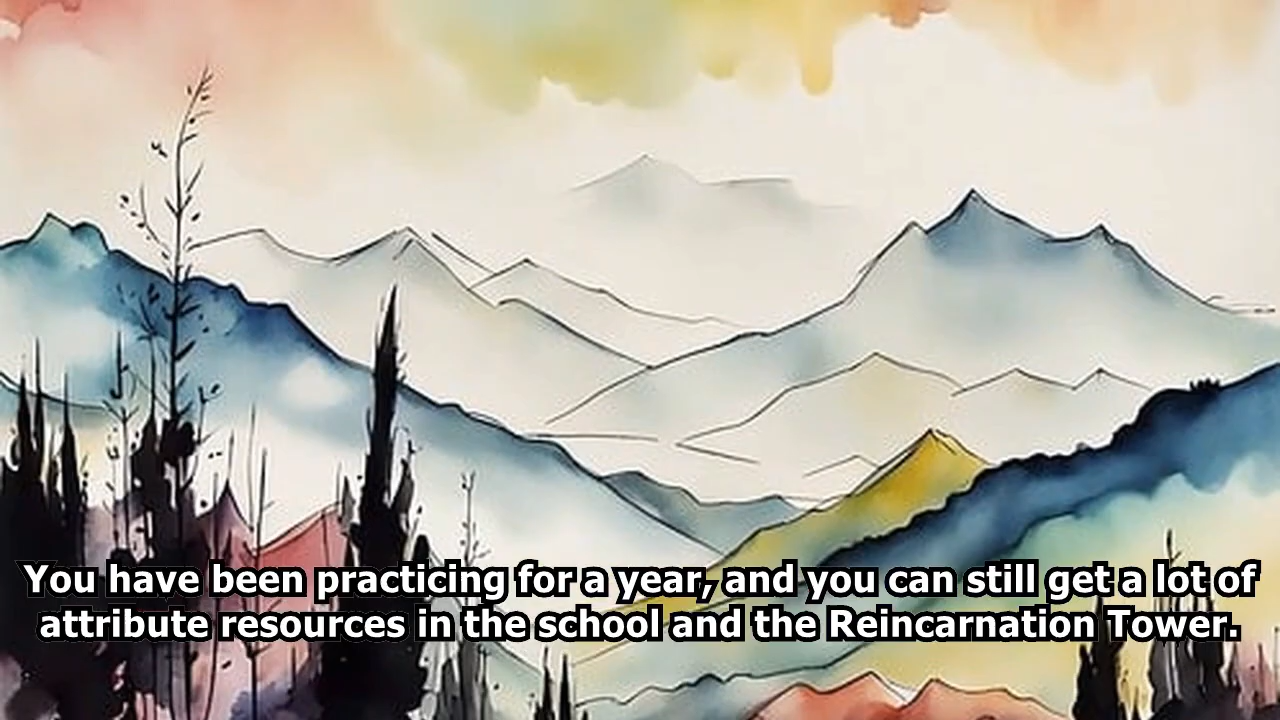 You have been practicing for a year, and you can still get a lot of
attribute resources in the school and the Reincarnation Tower.